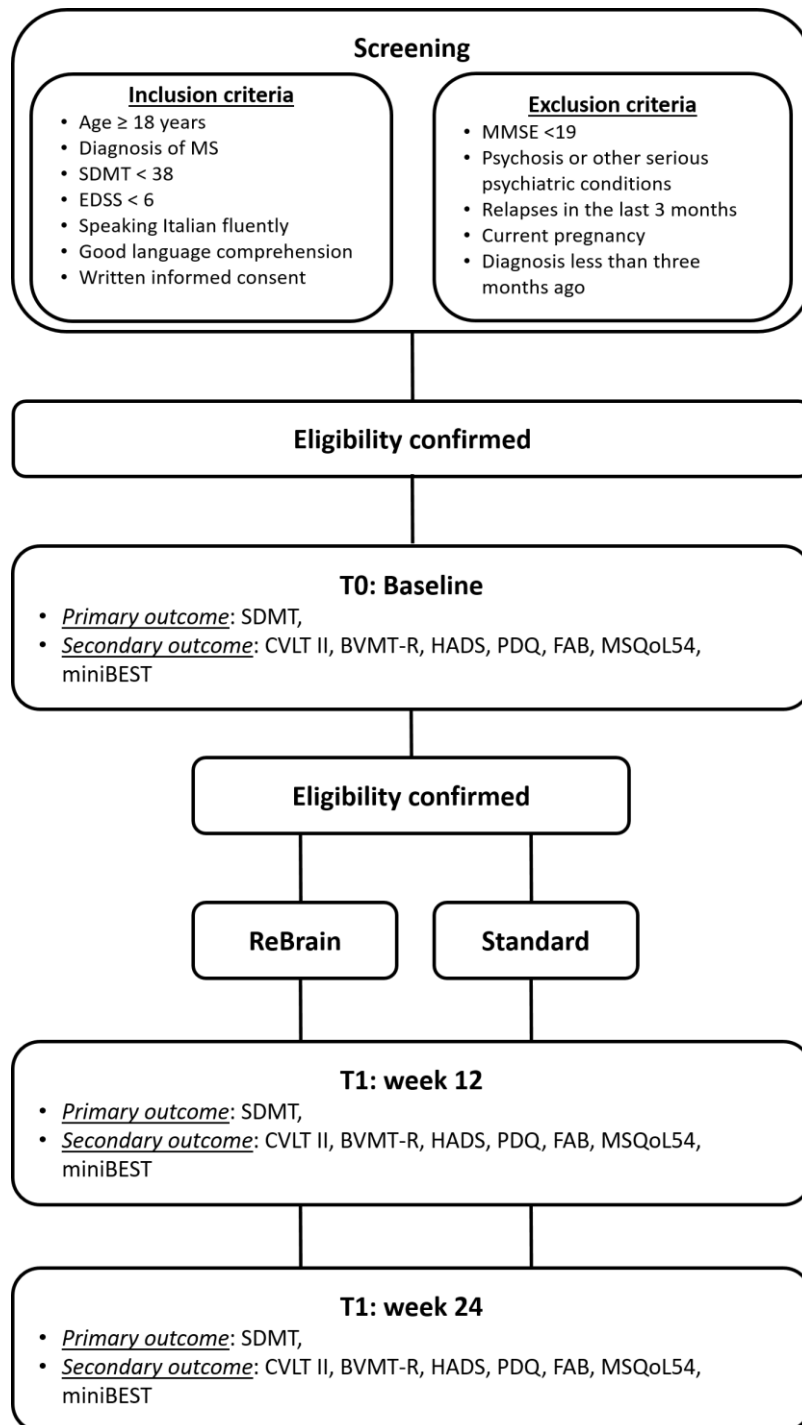 Screening
Inclusion criteria
• Age ≥ 18 years
• Diagnosis of MS
• SDMT < 38
• EDSS < 6
• Speaking Italian fluently
• Good language comprehension
• Written informed consent
Exclusion criteria
• MMSE <19
• Psychosis or other serious
psychiatric conditions
• Relapses in the last 3 months
• Current pregnancy
• Diagnosis less than three
months ago
Eligibility confirmed
T0: Baseline
• Primary outcome: SDMT,
• Secondary outcome: CVLT II, BVMT-R, HADS, PDQ, FAB, MSQoL54,
miniBEST
Eligibility confirmed
ReBrain
Standard
T1: week 12
• Primary outcome: SDMT,
• Secondary outcome: CVLT II, BVMT-R, HADS, PDQ, FAB, MSQoL54,
miniBEST
T1: week 24
• Primary outcome: SDMT,
• Secondary outcome: CVLT II, BVMT-R, HADS, PDQ, FAB, MSQoL54,
miniBEST